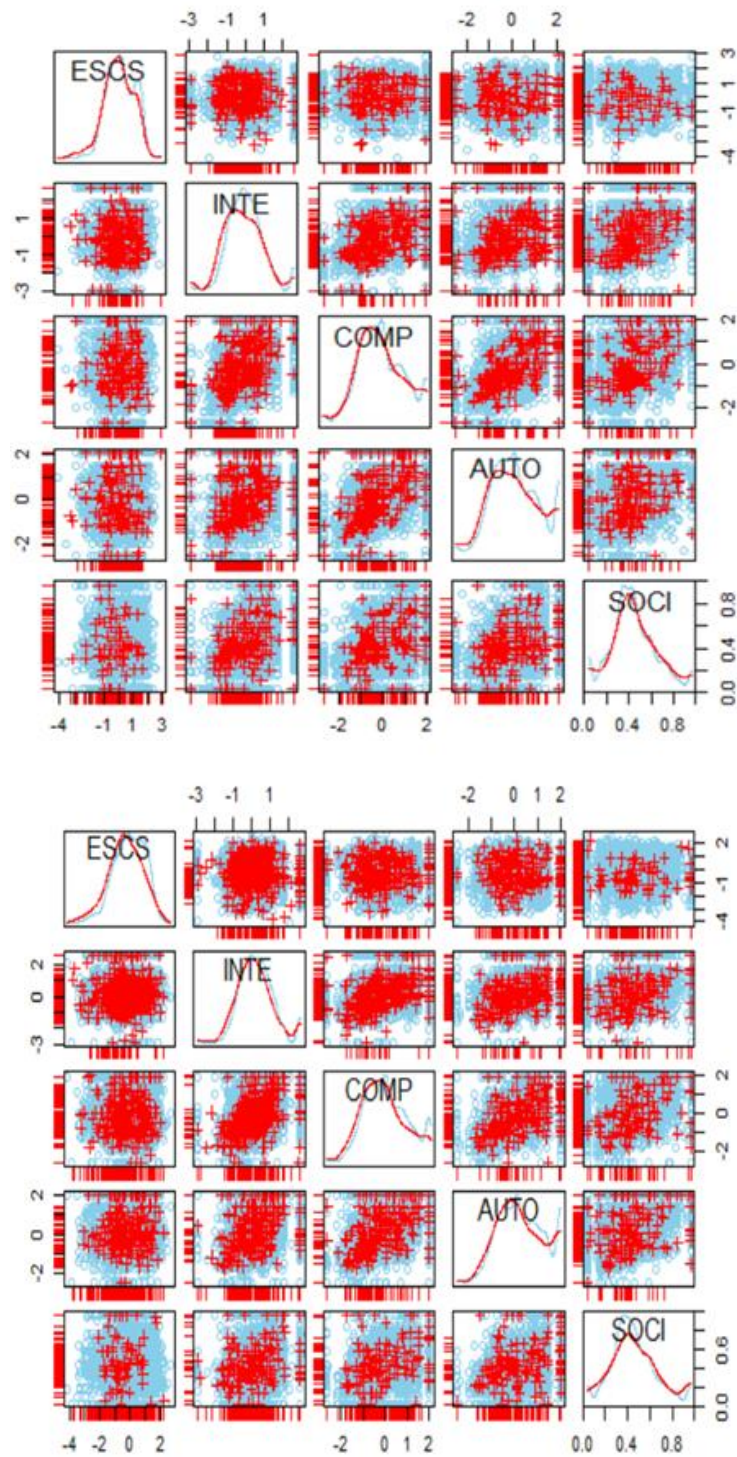 -3 -1 1 -2 0 2
ESCS 3 1 -1 -4
1 -1 -3 INTE
COMP 2 0 -2
2 0 -2 AUTO
SOCI 0.8 0.4 0.0
-4 -1 1 3 -2 0 2 0.0 0.4 0.8
-3 -1 1 -2 0 1 2
ESCS 2 -1 -4
2 0 -3 INTE
COMP 2 0 -2
2 0 -2 AUTO
SOCI 0.6 0.0
-4 -2 0 2 -2 0 1 2 0.0 0.4 0.8